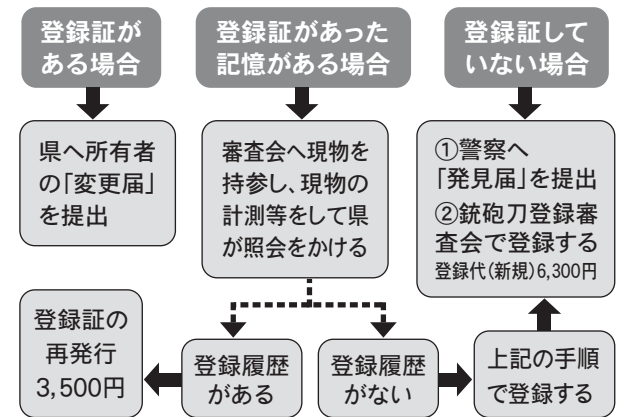 登録証が
ある場合
登録証があった
記憶がある場合
登録証して
いない場合
県へ所有者
の「変更届」
を提出
審査会へ現物を
持参し、現物の
計測等をして県
が照会をかける
①警察へ
「発見届」を提出
②銃砲刀登録審
査会で登録する
登録代(新規)6,300円
登録証の
再発行
3,500円
登録履歴
がある
登録履歴
がない
上記の手順
で登録する